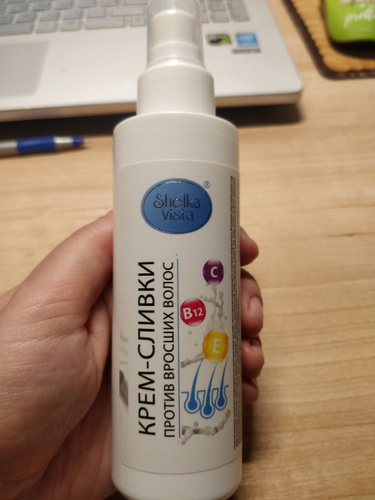 Shelka
Vista
®
КРЕМ-СЛИВКИ
ПРОТИВ ВРОСШИХ ВОЛОС
C
B12
E